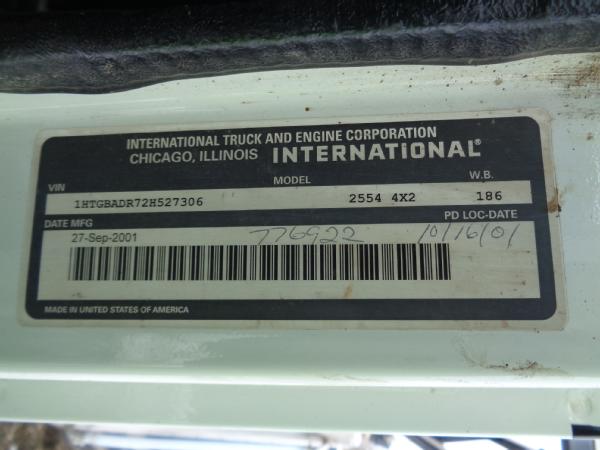 INTERNATIONAL TRUCK AND ENGINE CORPORATION
CHICAGO, ILLINOIS INTERNATIONAL®
VIN MODEL W.B.
1HTGBADR72H527306 2554 4X2 186
DATE MFG PD LOC-DATE
27-Sep-2001 776922 10/16/01
MADE IN UNITED STATES OF AMERICA